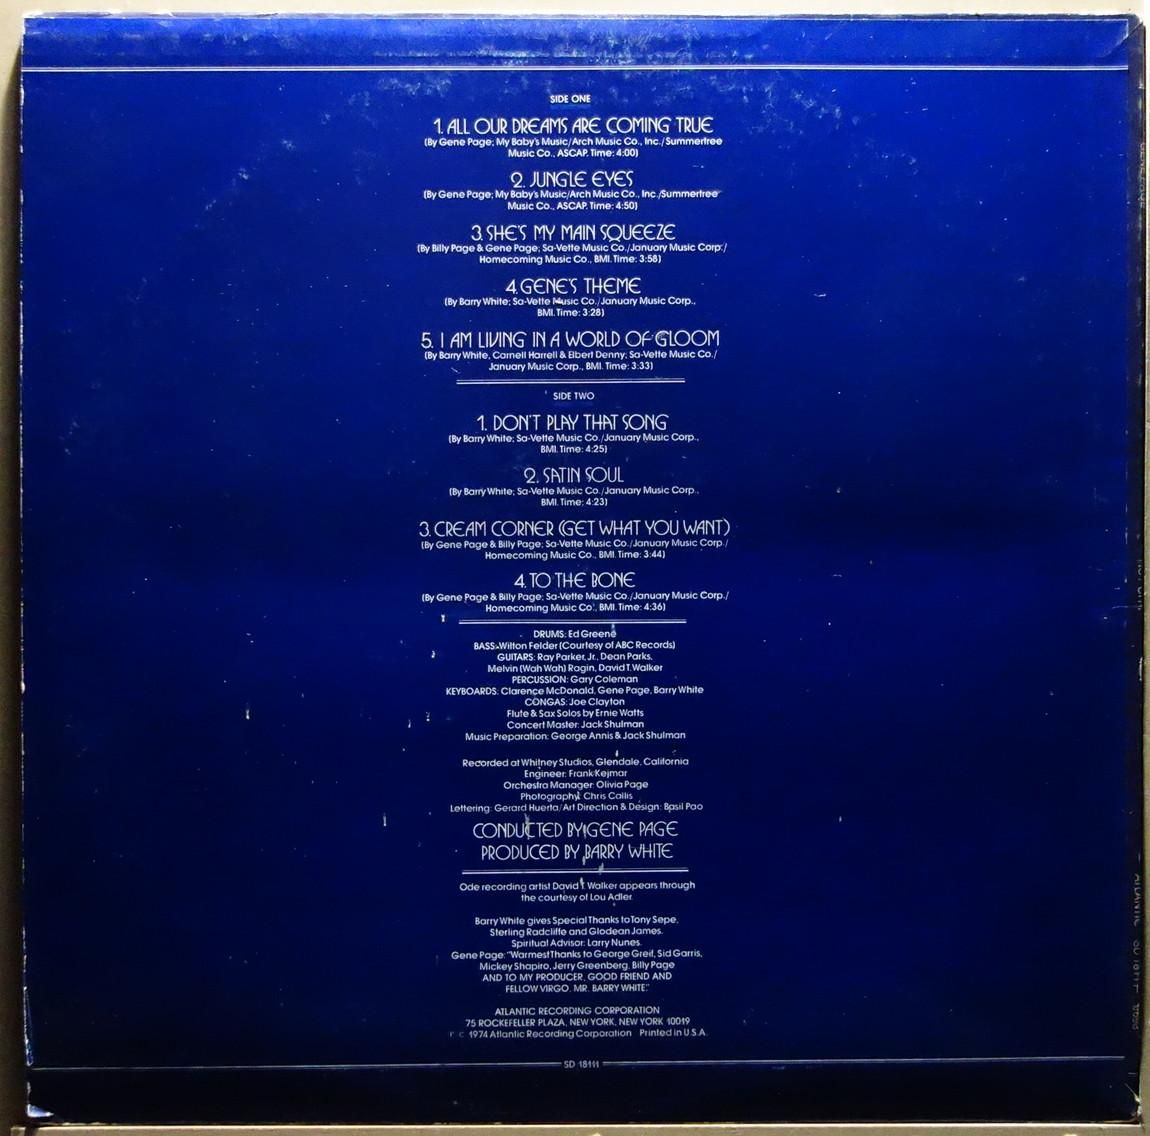 SIDE ONE
1. ALL OUR DREAMS ARE COMING TRUE
(By Gene Page; My Baby's Music/Arch Music Co., Inc./Summertree
Music Co., ASCAP. Time: 4:00)
2. JUNGLE EYES
(By Gene Page; My Baby's Music/Arch Music Co., Inc./Summertree
Music Co., ASCAP. Time: 4:50)
3. SHE'S MY MAIN SQUEEZE
(By Billy Page & Gene Page; Sa-Vette Music Co./January Music Corp./
Homecoming Music Co., BMI. Time: 3:58)
4. GENE'S THEME
(By Barry White; Sa-Vette Music Co./January Music Corp.,
BMI. Time: 3:28)
5. I AM LIVING IN A WORLD OF GLOOM
(By Barry White, Carnell Harrell & Elbert Denny; Sa-Vette Music Co./
January Music Corp., BMI. Time: 3:33)
SIDE TWO
1. DON'T PLAY THAT SONG
(By Barry White; Sa-Vette Music Co./January Music Corp.,
BMI. Time: 4:25)
2. SATIN SOUL
(By Barry White; Sa-Vette Music Co./January Music Corp.,
BMI. Time: 4:23)
3. CREAM CORNER (GET WHAT YOU WANT)
(By Gene Page & Billy Page; Sa-Vette Music Co./January Music Corp./
Homecoming Music Co., BMI. Time: 3:44)
4. TO THE BONE
(By Gene Page & Billy Page; Sa-Vette Music Co./January Music Corp./
Homecoming Music Co., BMI. Time: 4:36)
DRUMS: Ed Greene
BASS: Wilton Felder (Courtesy of ABC Records)
GUITARS: Ray Parker, Jr., Dean Parks,
Melvin (Wah Wah) Ragin, David T. Walker
PERCUSSION: Gary Coleman
KEYBOARDS: Clarence McDonald, Gene Page, Barry White
CONGAS: Joe Clayton
Flute & Sax Solos by Ernie Watts
Concert Master: Jack Shulman
Music Preparation: George Annis & Jack Shulman
Recorded at Whitney Studios, Glendale, California
Engineer: Frank Kejmar
Orchestra Manager: Olivia Page
Photography: Chris Callis
Lettering: Gerard Huerta/Art Direction & Design: Basil Pao
CONDUCTED BY GENE PAGE
PRODUCED BY BARRY WHITE
Ode recording artist David T. Walker appears through
the courtesy of Lou Adler.
Barry White gives Special Thanks to Tony Sepe,
Sterling Radcliffe and Glodean James.
Spiritual Advisor: Larry Nunes.
Gene Page: "Warmest Thanks to George Greif, Sid Garris,
Mickey Shapiro, Jerry Greenberg, Billy Page
AND TO MY PRODUCER, GOOD FRIEND AND
FELLOW VIRGO, MR. BARRY WHITE."
ATLANTIC RECORDING CORPORATION
75 ROCKEFELLER PLAZA, NEW YORK, NEW YORK 10019
P C 1974 Atlantic Recording Corporation Printed in U.S.A.
SD 18111